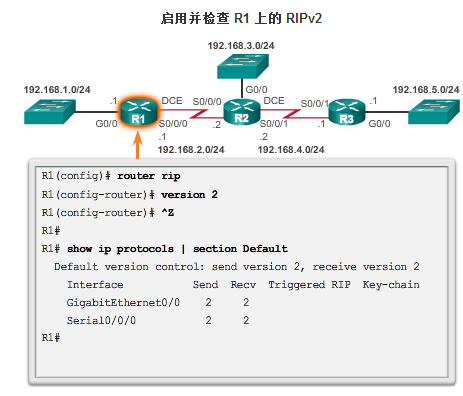 启用并检查 R1 上的 RIPv2
192.168.3.0/24
192.168.1.0/24
G0/0
192.168.5.0/24
.1
DCE
S0/0/0
DCE
S0/0/1
.1
R1
R2
R3
G0/0
S0/0/0
.2
S0/0/1
.1
G0/0
.1
.2
192.168.2.0/24
192.168.4.0/24
R1(config)# router rip
R1(config-router)# version 2
R1(config-router)# ^Z
R1#
R1# show ip protocols | section Default
Default version control: send version 2, receive version 2
Interface Send Recv Triggered RIP Key-chain
GigabitEthernet0/0 2 2
Serial0/0/0 2 2
R1#